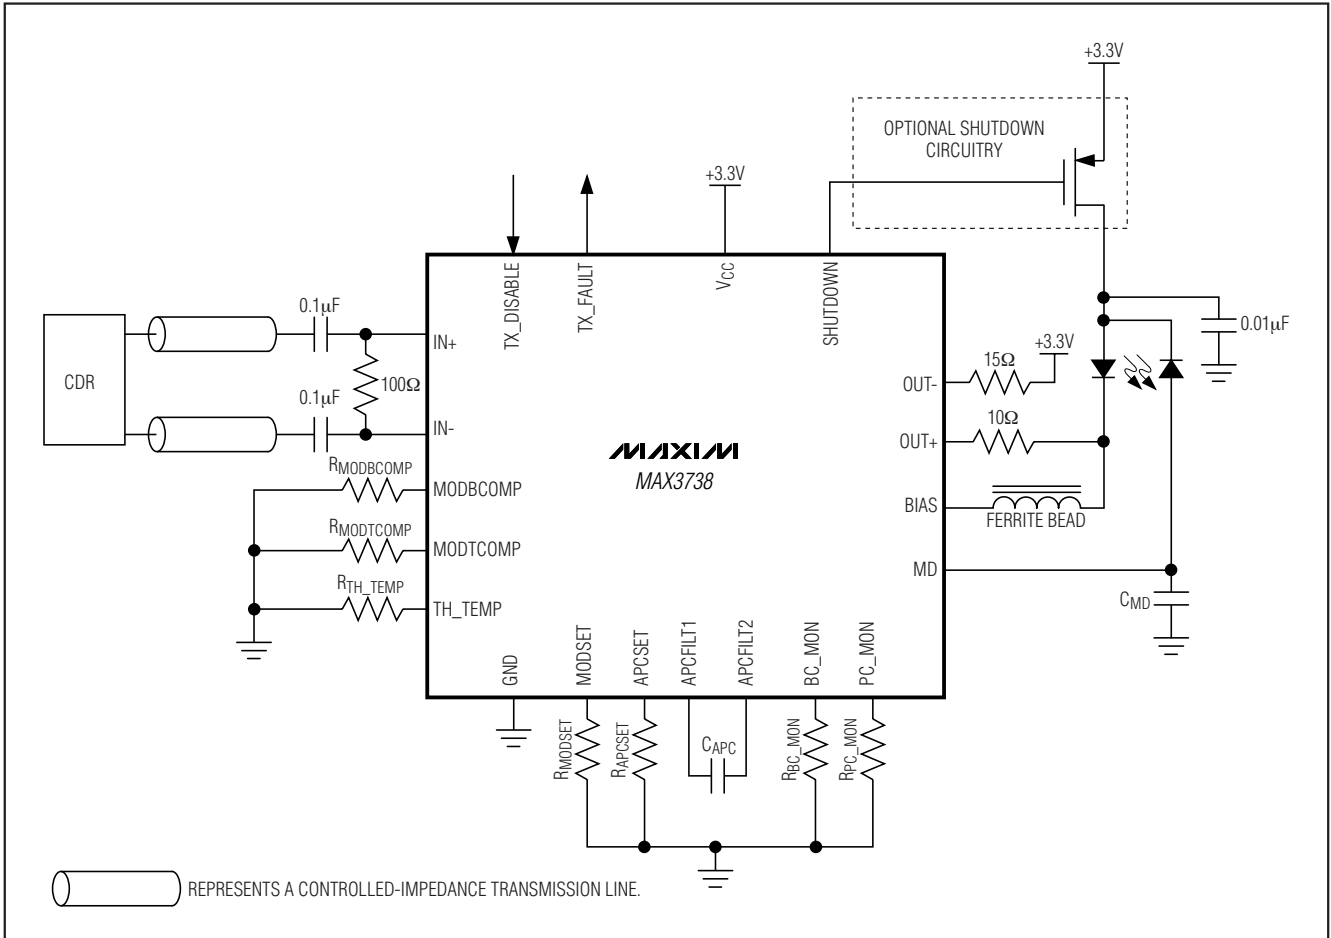 +3.3V
OPTIONAL SHUTDOWN
CIRCUITRY
+3.3V
TX_DISABLE
TX_FAULT
VCC
SHUTDOWN
0.1μF
CDR
IN+
100Ω
0.1μF
IN-
0.01μF
+3.3V
15Ω
OUT-
10Ω
OUT+
MAXIM
MAX3738
RMODBCOMP
MODBCOMP
BIAS
FERRITE BEAD
RMODTCOMP
MODTCOMP
MD
RTH_TEMP
TH_TEMP
CMD
GND
MODSET
APCSET
APCFILT1
APCFILT2
BC_MON
PC_MON
RMODSET
RAPCSET
CAPC
RBC_MON
RPC_MON
REPRESENTS A CONTROLLED-IMPEDANCE TRANSMISSION LINE.